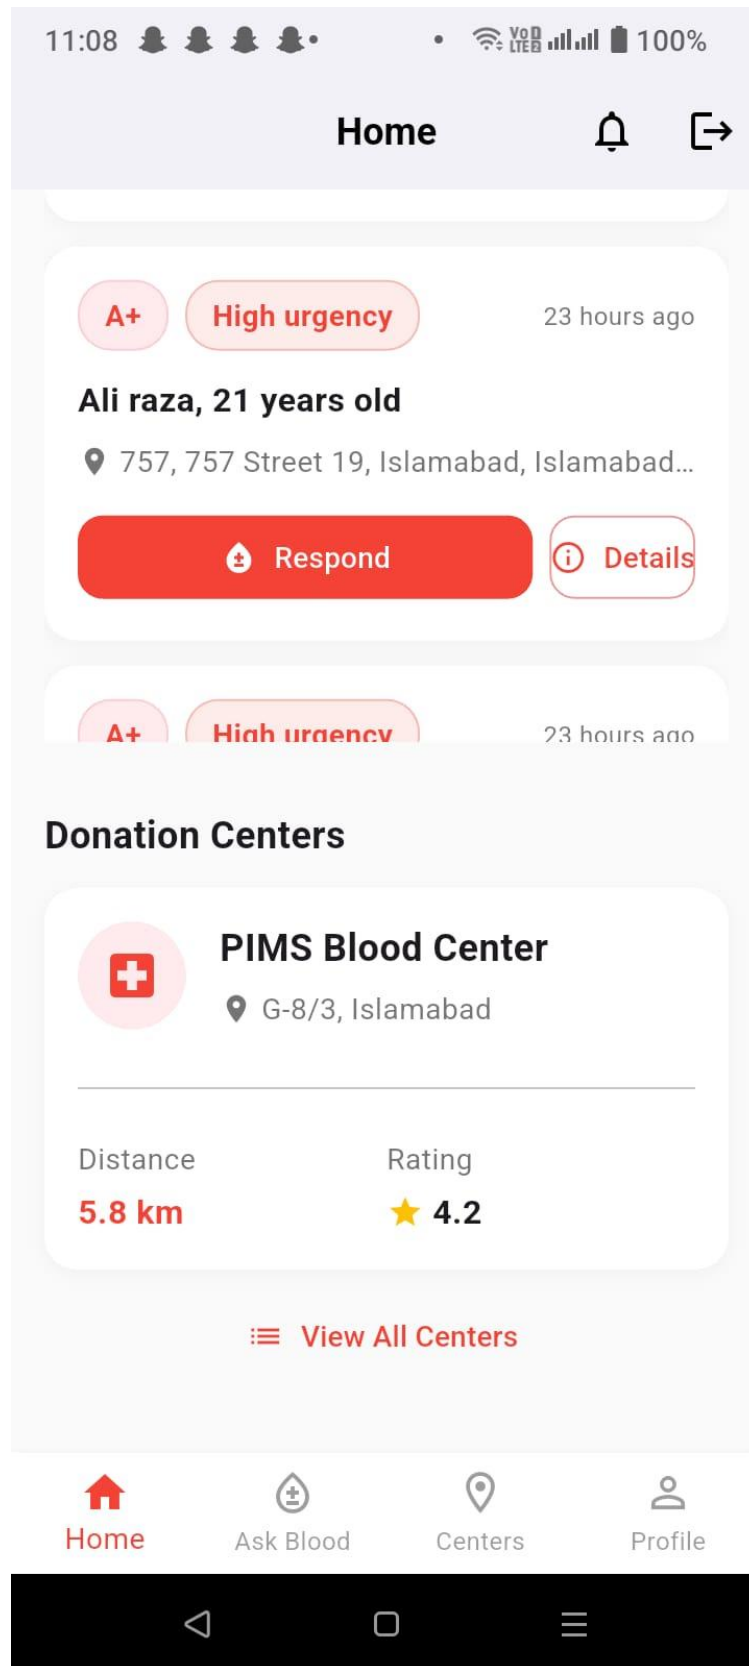 11:08 100%
Home
A+ High urgency 23 hours ago
Ali raza, 21 years old
757, 757 Street 19, Islamabad, Islamabad...
Respond Details
A+ High urgency 23 hours ago
Donation Centers
PIMS Blood Center
G-8/3, Islamabad
Distance Rating
5.8 km 4.2
View All Centers
Home Ask Blood Centers Profile